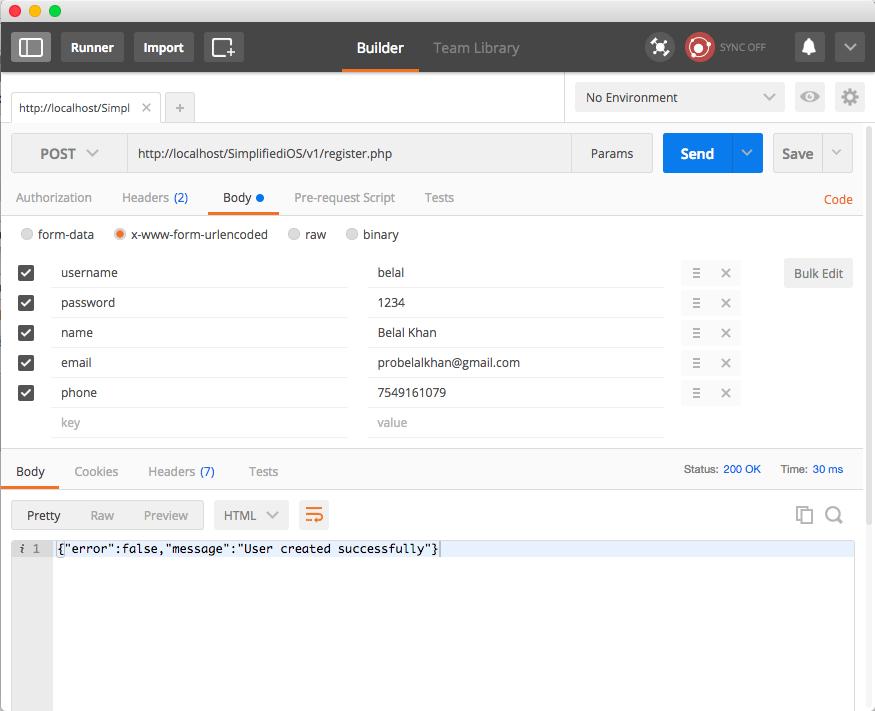 Runner Import Builder Team Library SYNC OFF
http://localhost/Simpl No Environment
POST http://localhost/SimplifiediOS/v1/register.php Params Send Save
Authorization Headers (2) Body Pre-request Script Tests Code
form-data x-www-form-urlencoded raw binary
username belal Bulk Edit
password 1234
name Belal Khan
email probelalkhan@gmail.com
phone 7549161079
key value
Body Cookies Headers (7) Tests Status: 200 OK Time: 30 ms
Pretty Raw Preview HTML
i 1 {"error":false,"message":"User created successfully"}